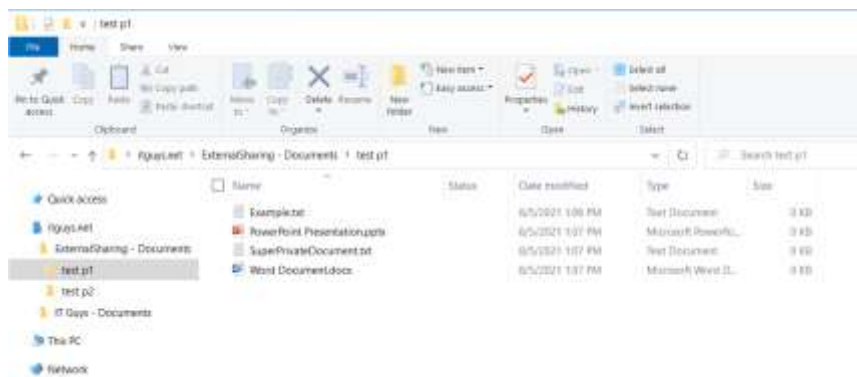 test p1
File Home Share View
Pin to Quick access
Copy
Paste
Cut
Copy path
Paste shortcut
Move to
Copy to
Delete
Rename
New folder
New item
Easy access
Properties
Open
Edit
History
Select all
Select none
Invert selection
Clipboard Organize New Open Select
itguys.net ExternalSharing - Documents test p1 Search test p1
Name Status Date modified Type Size
Quick access
itguys.net
ExternalSharing - Documents
test p1
test p2
IT Guys - Documents
This PC
Network
Example.txt 6/5/2021 1:06 PM Text Document 0 KB
PowerPoint Presentation.pptx 6/5/2021 1:07 PM Microsoft PowerPo... 0 KB
SuperPrivateDocument.txt 6/5/2021 1:07 PM Text Document 0 KB
Word Document.docx 6/5/2021 1:07 PM Microsoft Word D... 0 KB